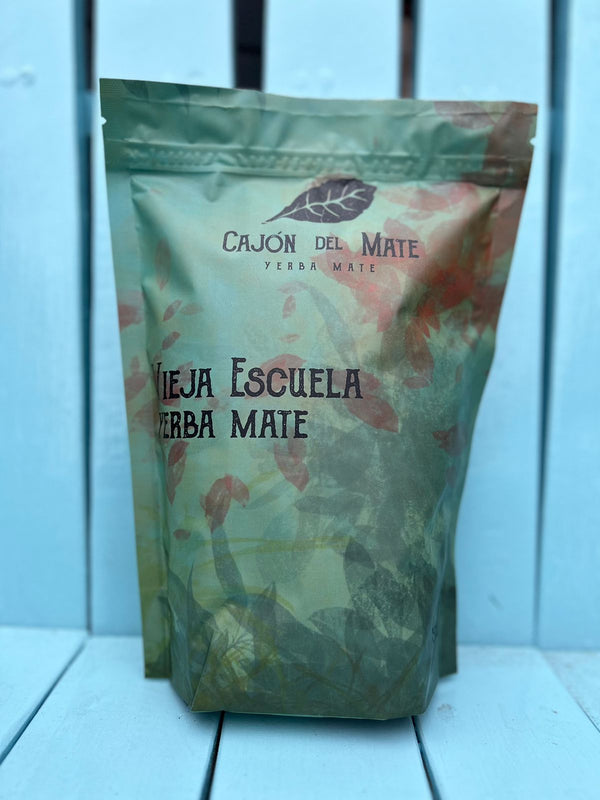 Cajón del Mate
Yerba Mate
Vieja Escuela
Yerba Mate